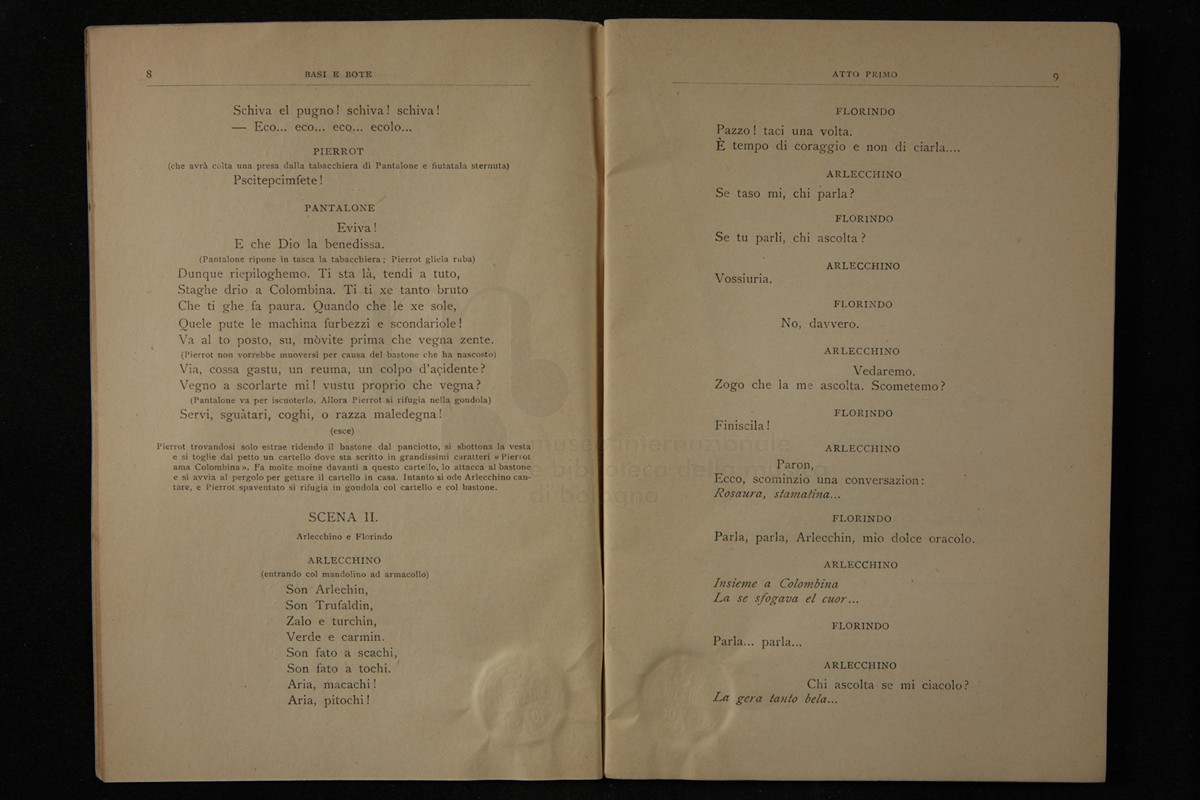 8
BASI E BOTE
Schiva el pugno! schiva! schiva!
— Eco... eco... eco... ecolo...
PIERROT
(che avrà colta una presa dalla tabacchiera di Pantalone e fiutatala sternuta)
Pscitepcimfete!
PANTALONE
Eviva!
E che Dio la benedissa.
(Pantalone ripone in tasca la tabacchiera; Pierrot gliela ruba)
Dunque riepiloghemo. Ti sta là, tendi a tuto,
Staghe drio a Colombina. Ti ti xe tanto bruto
Che ti ghe fa paura. Quando che le xe sole,
Quele pute le machina furbezzi e scondariole!
Va al to posto, su, mòvite prima che vegna zente.
(Pierrot non vorrebbe muoversi per causa del bastone che ha nascosto)
Via, cossa gastu, un reuma, un colpo d'açidente?
Vegno a scorlarte mi! vustu proprio che vegna?
(Pantalone va per iscuoterlo. Allora Pierrot si rifugia nella gondola)
Servi, sguàtari, coghi, o razza maledegna!
(esce)
Pierrot trovandosi solo estrae ridendo il bastone dal panciotto, si sbottona la vesta
e si toglie dal petto un cartello dove sta scritto in grandissimi caratteri « Pierrot
ama Colombina ». Fa molte moine davanti a questo cartello, lo attacca al bastone
e si avvia al pergolo per gettare il cartello in casa. Intanto si ode Arlecchino can-
tare, e Pierrot spaventato si rifugia in gondola col cartello e col bastone.
SCENA II.
Arlecchino e Florindo
ARLECCHINO
(entrando col mandolino ad armacollo)
Son Arlechin,
Son Trufaldin,
Zalo e turchin,
Verde e carmin.
Son fato a scachi,
Son fato a tochi.
Aria, macachi!
Aria, pitochi!
ATTO PRIMO
9
FLORINDO
Pazzo! taci una volta.
È tempo di coraggio e non di ciarla....
ARLECCHINO
Se taso mi, chi parla?
FLORINDO
Se tu parli, chi ascolta?
ARLECCHINO
Vossiuria.
FLORINDO
No, davvero.
ARLECCHINO
Vedaremo.
Zogo che la me ascolta. Scometemo?
FLORINDO
Finiscila!
ARLECCHINO
Paron,
Ecco, scominzio una conversazion:
Rosaura, stamatina...
FLORINDO
Parla, parla, Arlecchin, mio dolce oracolo.
ARLECCHINO
Insieme a Colombina
La se sfogava el cuor...
FLORINDO
Parla... parla...
ARLECCHINO
Chi ascolta se mi ciacolo?
La gera tanto bela...
museo internazionale
e biblioteca della musica
di bologna